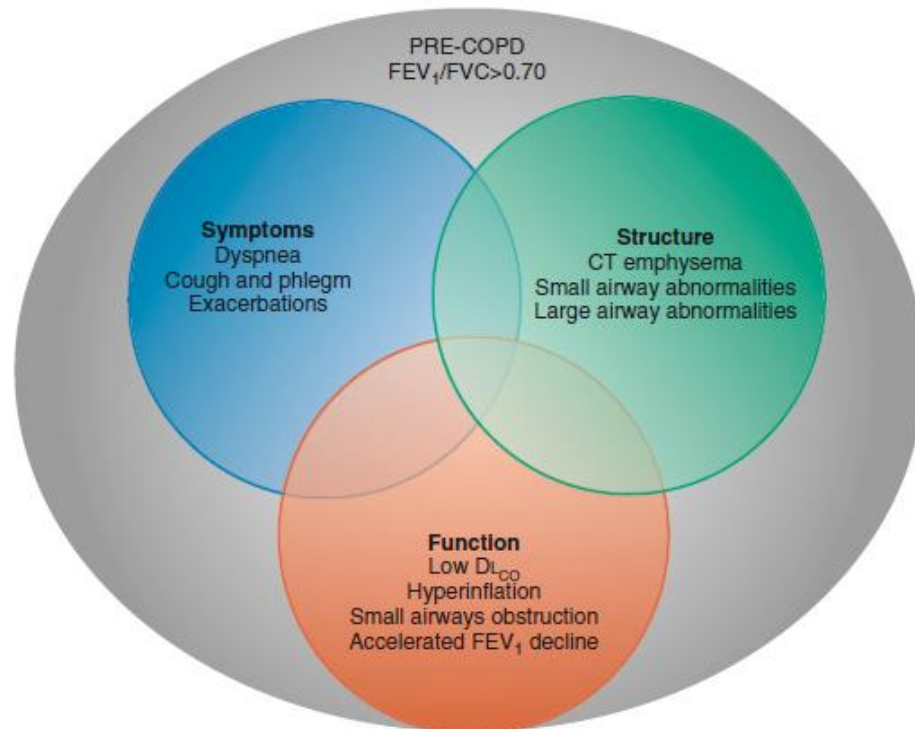 PRE-COPD
FEV₁/FVC>0.70
Symptoms
Dyspnea
Cough and phlegm
Exacerbations
Structure
CT emphysema
Small airway abnormalities
Large airway abnormalities
Function
Low DLCO
Hyperinflation
Small airways obstruction
Accelerated FEV₁ decline